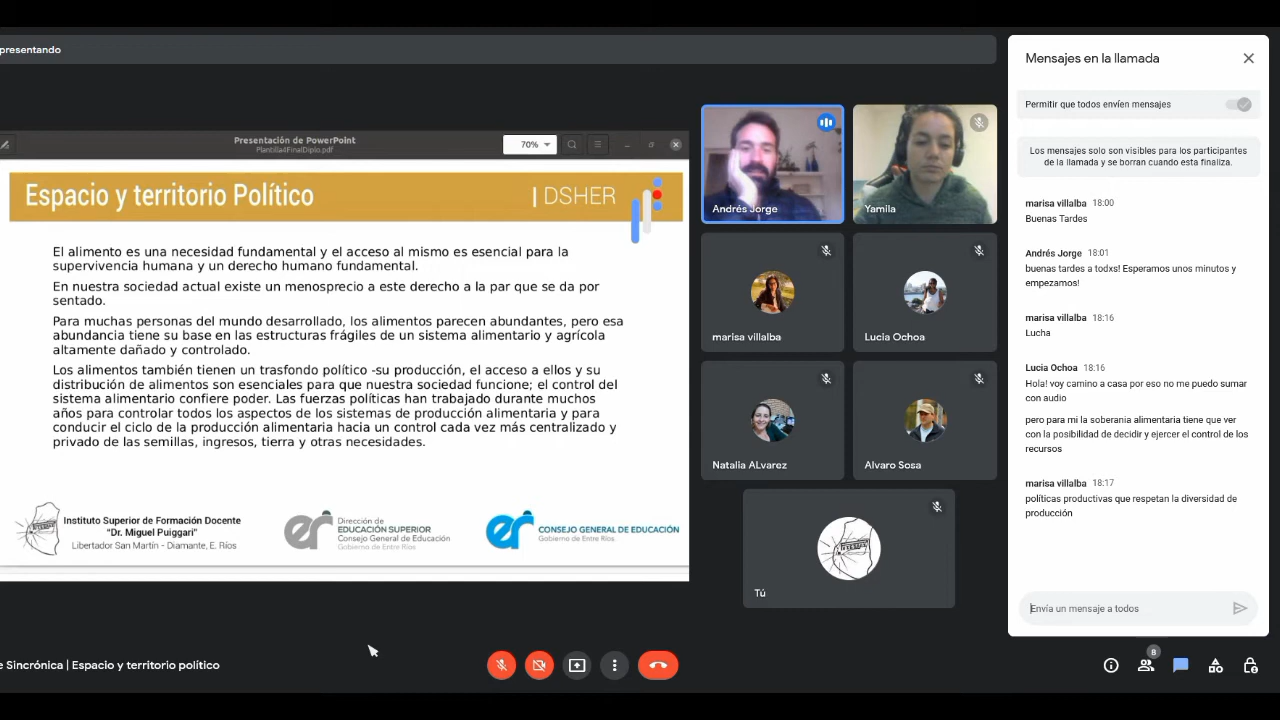 presentando
Presentación de PowerPoint
Plantilla4FinalDiplo.pdf
70%
Espacio y territorio Político
| DSHER
El alimento es una necesidad fundamental y el acceso al mismo es esencial para la
supervivencia humana y un derecho humano fundamental.
En nuestra sociedad actual existe un menosprecio a este derecho a la par que se da por
sentado.
Para muchas personas del mundo desarrollado, los alimentos parecen abundantes, pero esa
abundancia tiene su base en las estructuras frágiles de un sistema alimentario y agrícola
altamente dañado y controlado.
Los alimentos también tienen un trasfondo político -su producción, el acceso a ellos y su
distribución de alimentos son esenciales para que nuestra sociedad funcione; el control del
sistema alimentario confiere poder. Las fuerzas políticas han trabajado durante muchos
años para controlar todos los aspectos de los sistemas de producción alimentaria y para
conducir el ciclo de la producción alimentaria hacia un control cada vez más centralizado y
privado de las semillas, ingresos, tierra y otras necesidades.
Instituto Superior de Formación Docente
"Dr. Miguel Puiggari"
Libertador San Martín - Diamante, E. Ríos
er
Dirección de
EDUCACIÓN SUPERIOR
Consejo General de Educación
Gobierno de Entre Ríos
er
CONSEJO GENERAL DE EDUCACIÓN
Gobierno de Entre Ríos
Andrés Jorge
Yamila
marisa villalba
Lucia Ochoa
Natalia ALvarez
Alvaro Sosa
Tú
Mensajes en la llamada
Permitir que todos envíen mensajes
Los mensajes solo son visibles para los participantes
de la llamada y se borran cuando esta finaliza.
marisa villalba 18:00
Buenas Tardes
Andrés Jorge 18:01
buenas tardes a todxs! Esperamos unos minutos y
empezamos!
marisa villalba 18:16
Lucha
Lucia Ochoa 18:16
Hola! voy camino a casa por eso no me puedo sumar
con audio
pero para mi la soberania alimentaria tiene que ver
con la posibilidad de decidir y ejercer el control de los
recursos
marisa villalba 18:17
políticas productivas que respetan la diversidad de
producción
Envía un mensaje a todos
e Sincrónica | Espacio y territorio político
8